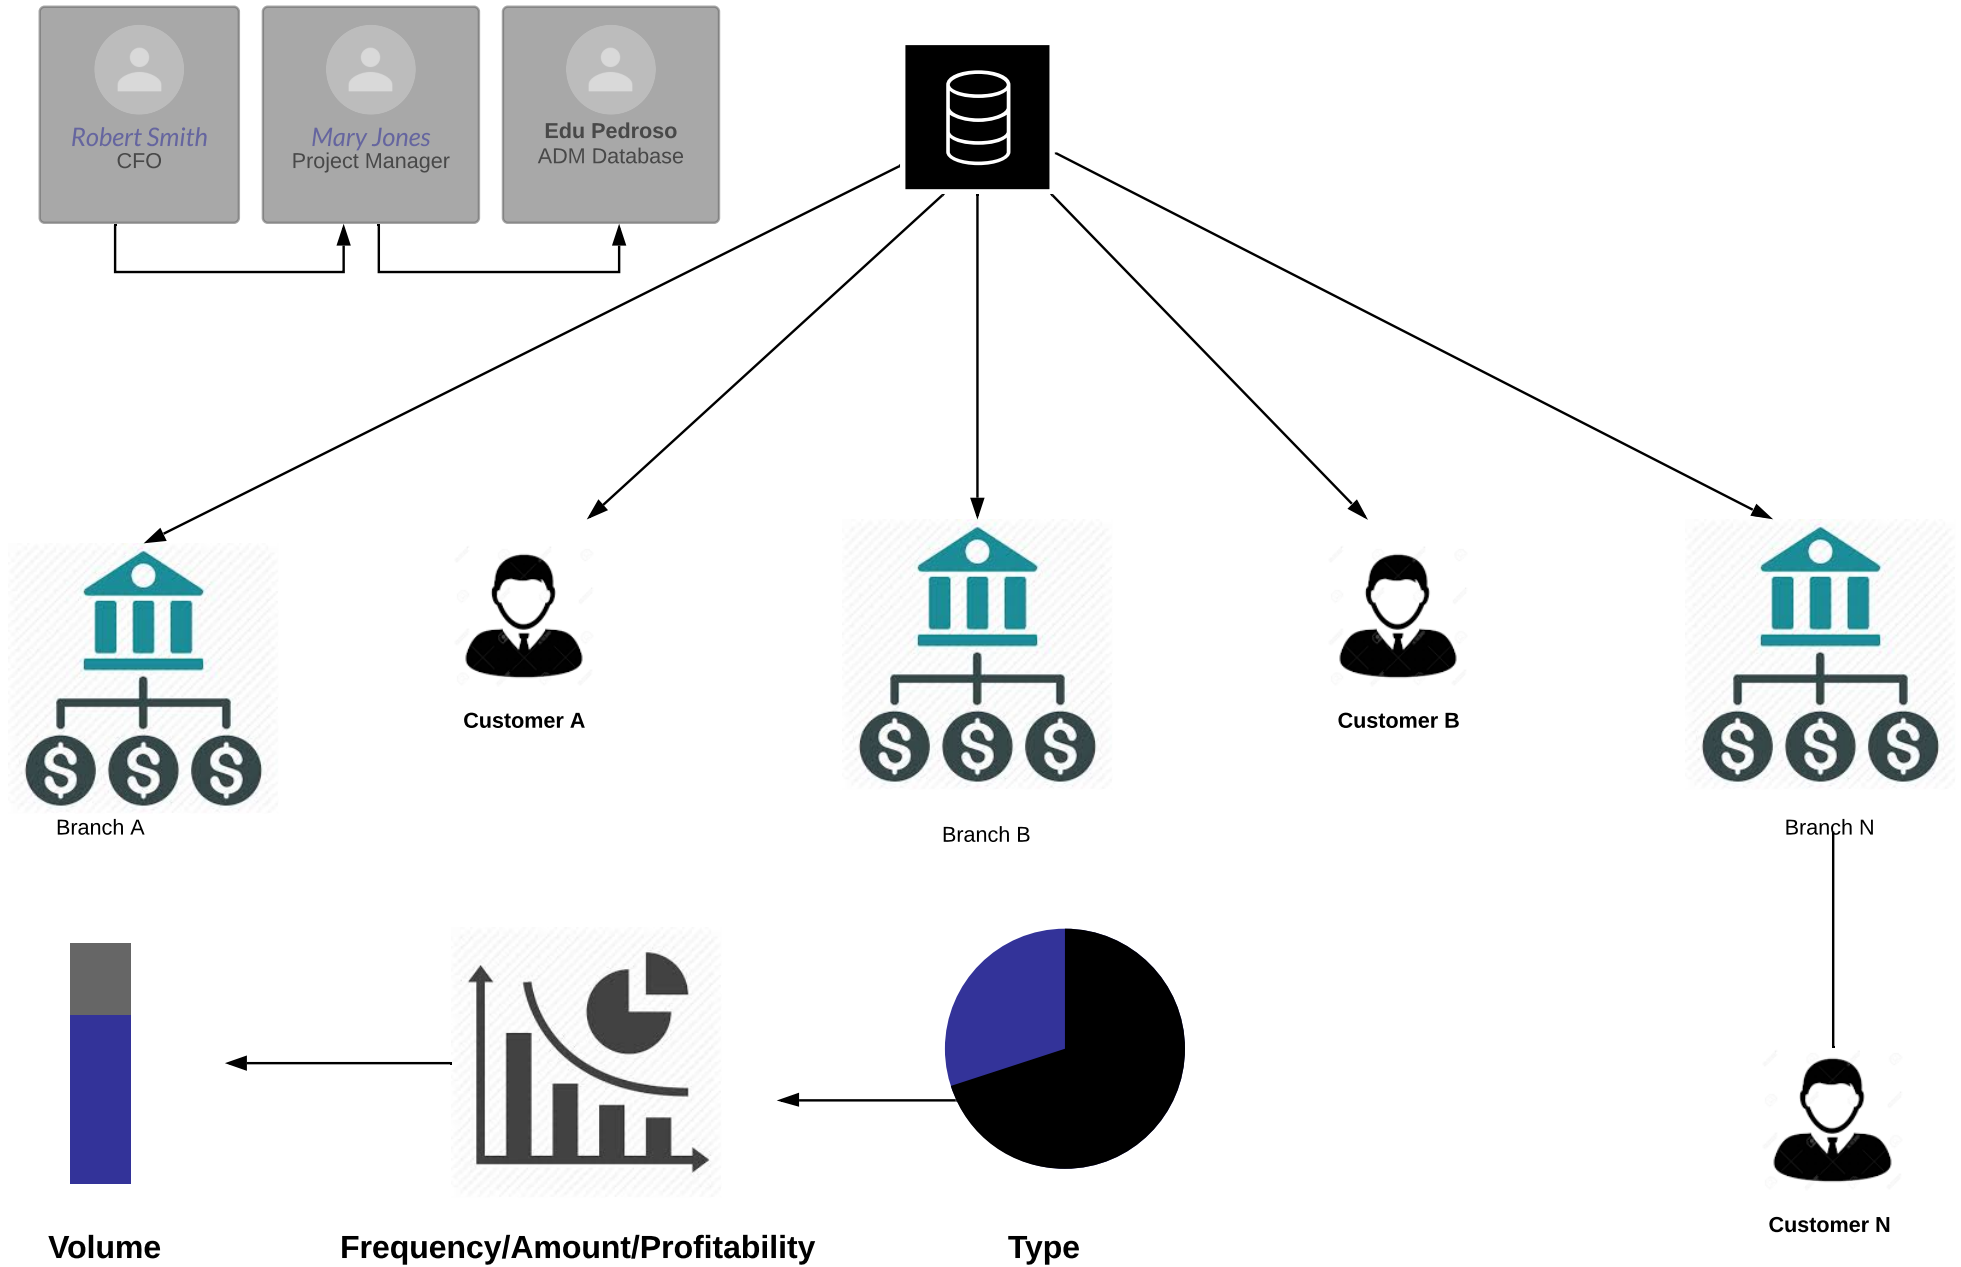 Robert Smith
CFO
Mary Jones
Project Manager
Edu Pedroso
ADM Database
Customer A
Customer B
Branch A
Branch B
Branch N
Customer N
Volume
Frequency/Amount/Profitability
Type